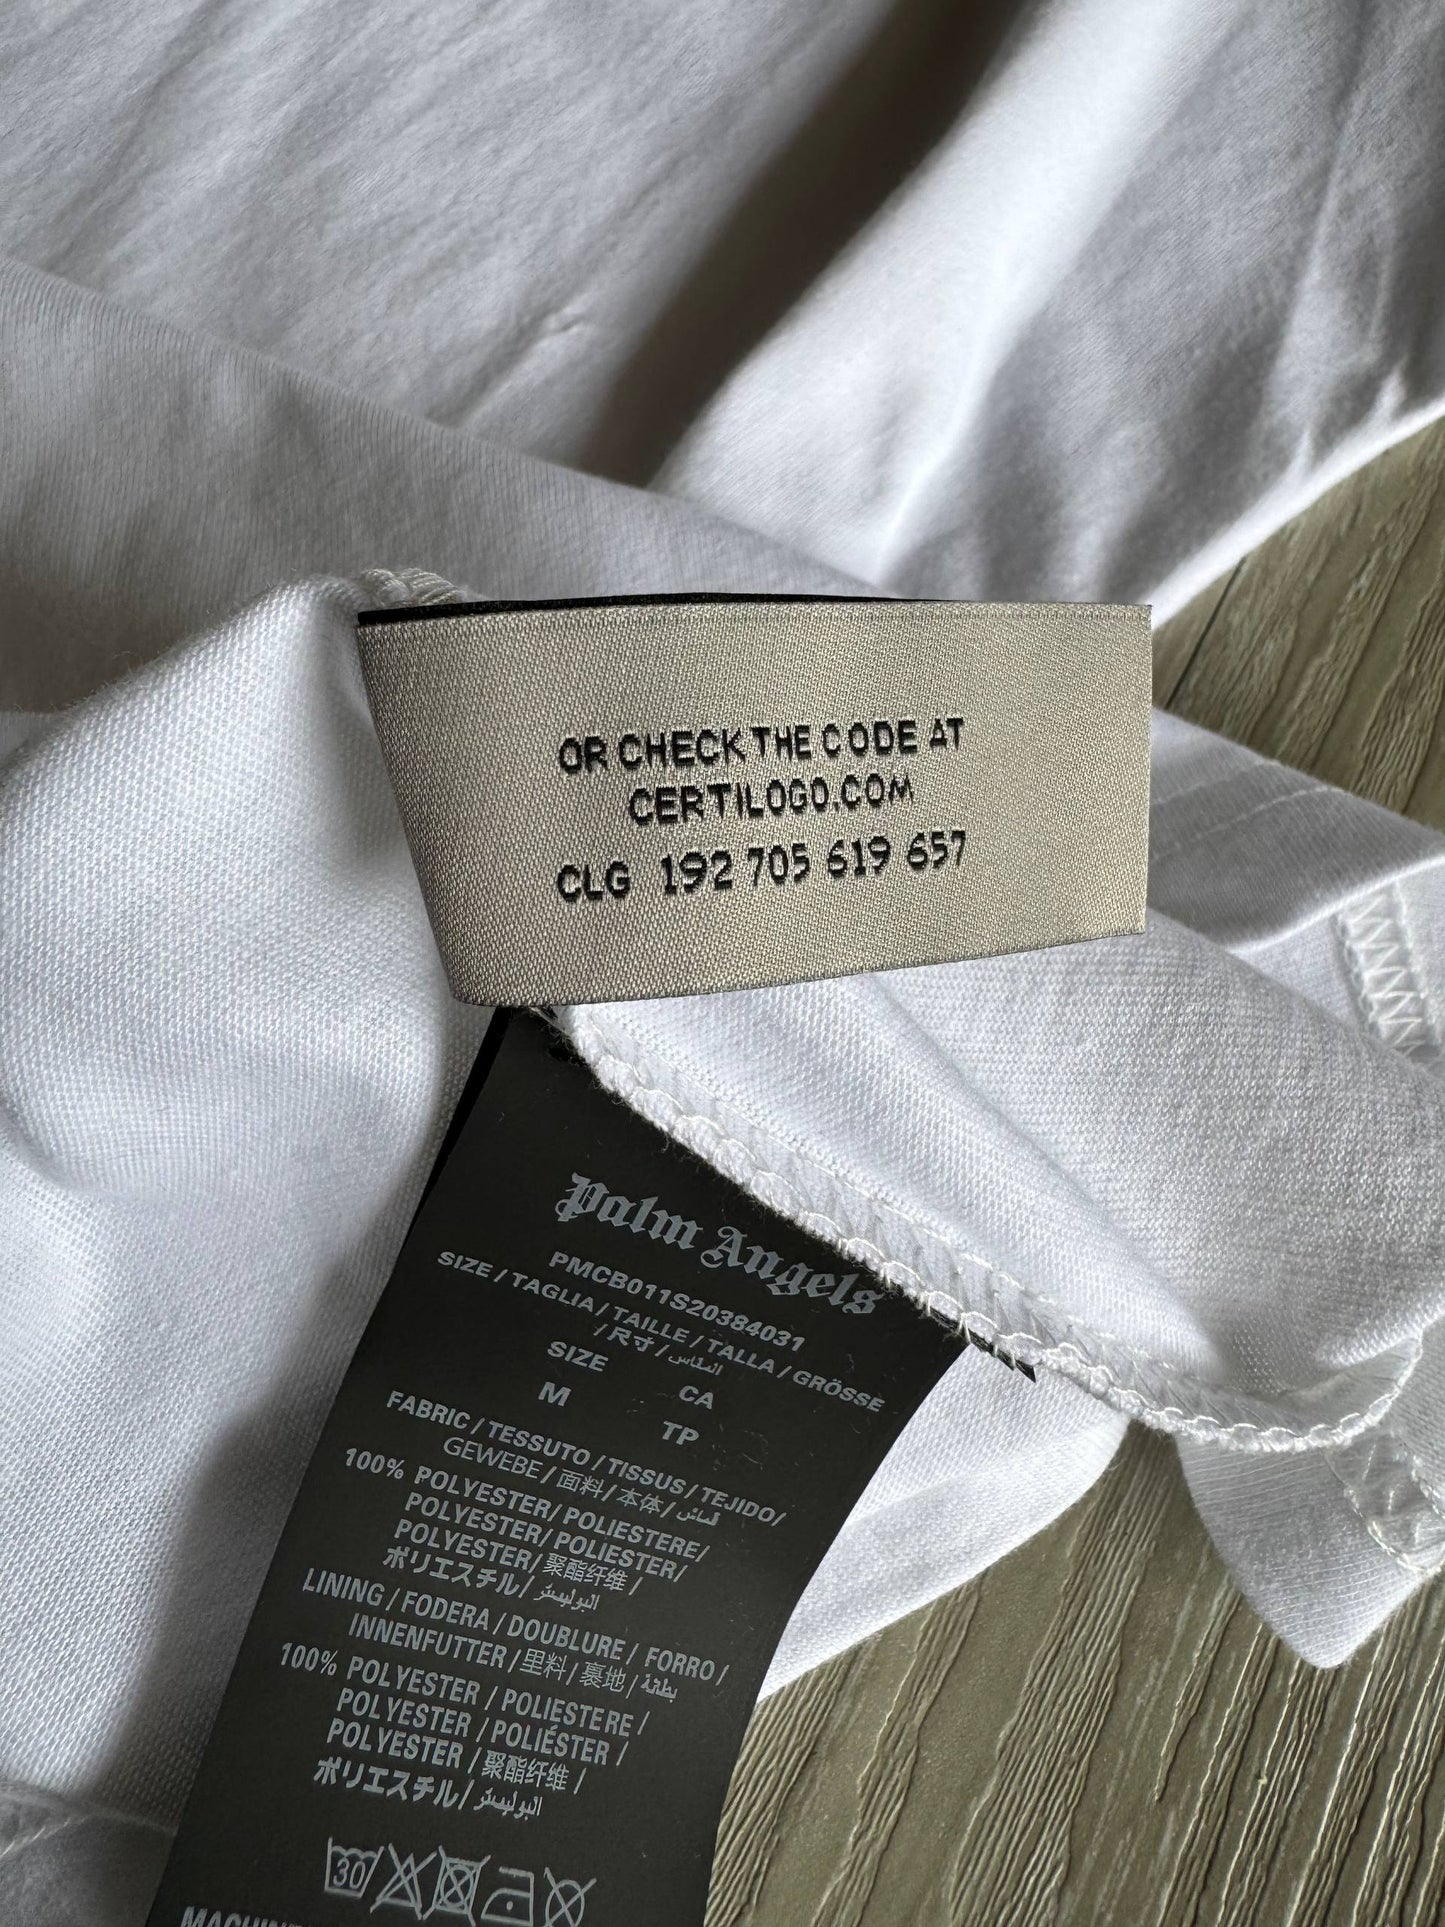 OR CHECK THE CODE AT
CERTILOGO.COM
CLG 192 705 619 657
Palm Angels
PMCB011S20384031
SIZE / TAGLIA / TAILLE / TALLA / GRÖSSE
/ 尺寸 / المقاس
SIZE CA
M TP
FABRIC / TESSUTO / TISSUS / TEJIDO /
GEWEBE / 面料 / 本体 / قماش
100% POLYESTER/ POLIESTERE/
POLYESTER/ POLIÉSTER/
POLYESTER/ 聚酯纤维 /
ポリエステル/ البوليستر
LINING / FODERA / DOUBLURE / FORRO /
INNENFUTTER / 里料 / 裏地 / بطانة
100% POLYESTER / POLIESTERE /
POLYESTER / POLIÉSTER /
POLYESTER / 聚酯纤维 /
ポリエステル/ البوليستر
30